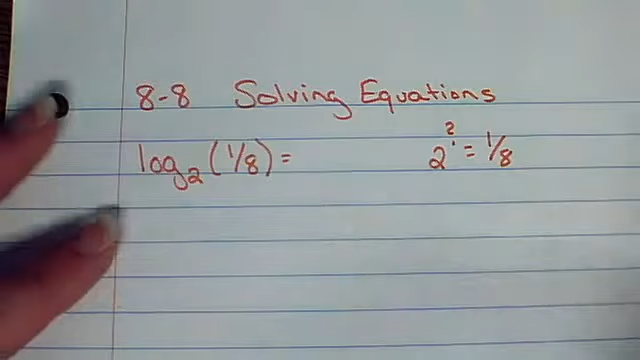 8-8 Solving Equations
log₂(1/8) = 2^? = 1/8